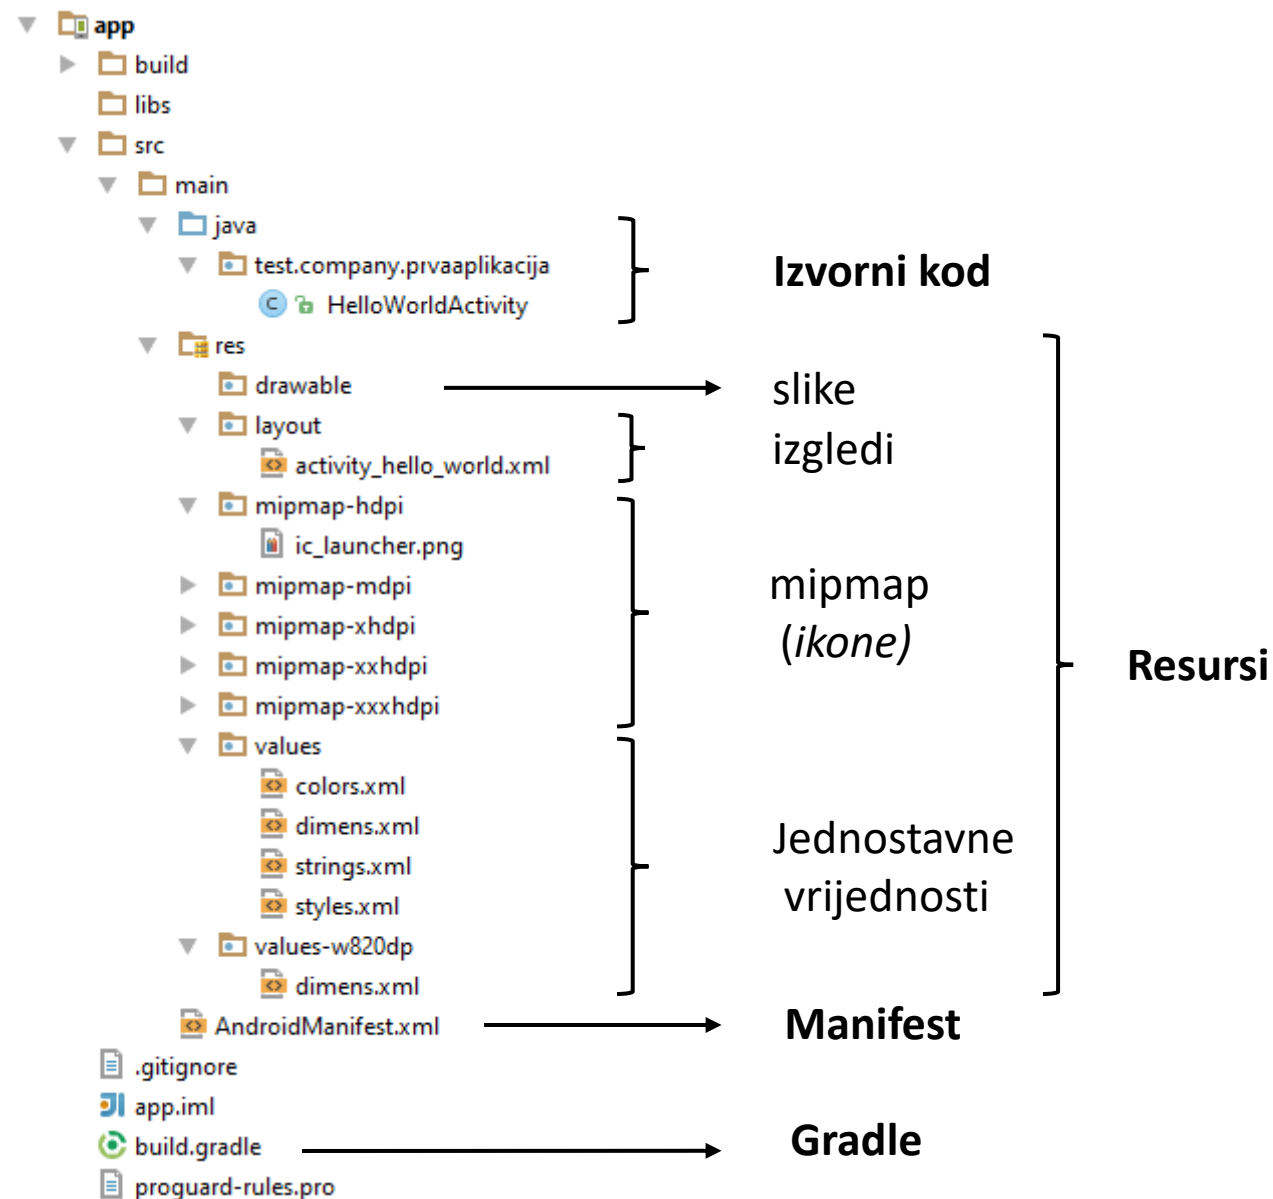 app
build
libs
src
main
java
test.company.prvaaplikacija
Izvorni kod
HelloWorldActivity
res
drawable
slike
layout
izgledi
activity_hello_world.xml
mipmap-hdpi
ic_launcher.png
mipmap-mdpi
mipmap
mipmap-xhdpi
(ikone)
mipmap-xxhdpi
Resursi
mipmap-xxxhdpi
values
colors.xml
dimens.xml
Jednostavne
strings.xml
vrijednosti
styles.xml
values-w820dp
dimens.xml
AndroidManifest.xml
Manifest
.gitignore
app.iml
build.gradle
Gradle
proguard-rules.pro